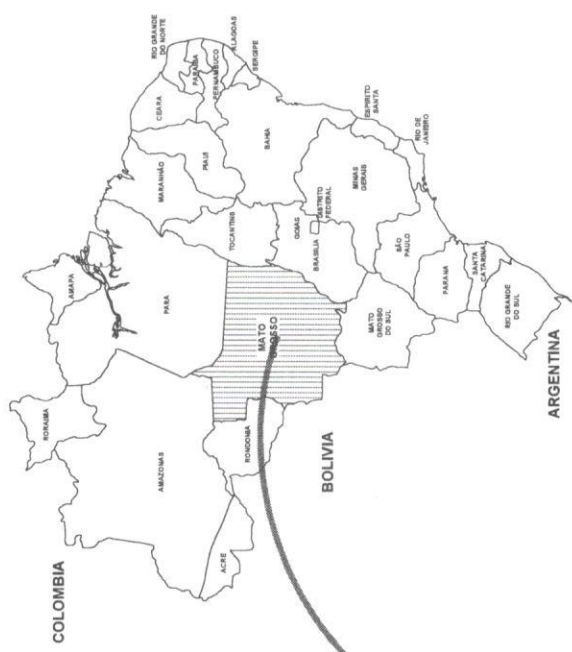 COLOMBIA
RORAIMA
AMAPA
AMAZONAS
PARA
MARANHÃO
CEARA
RIO GRANDE
DO NORTE
PARAIBA
PERNAMBUCO
ALAGOAS
SERGIPE
PIAUI
ACRE
RONDONIA
MATO
GROSSO
TOCANTINS
BAHIA
GOIAS
BRASILIA
DISTRITO
FEDERAL
MINAS
GERAIS
ESPIRITO
SANTA
RIO DE
JANEIRO
BOLIVIA
MATO
GROSSO
DO SUL
SÃO
PAULO
PARANA
SANTA
CATARINA
RIO GRANDE
DO SUL
ARGENTINA